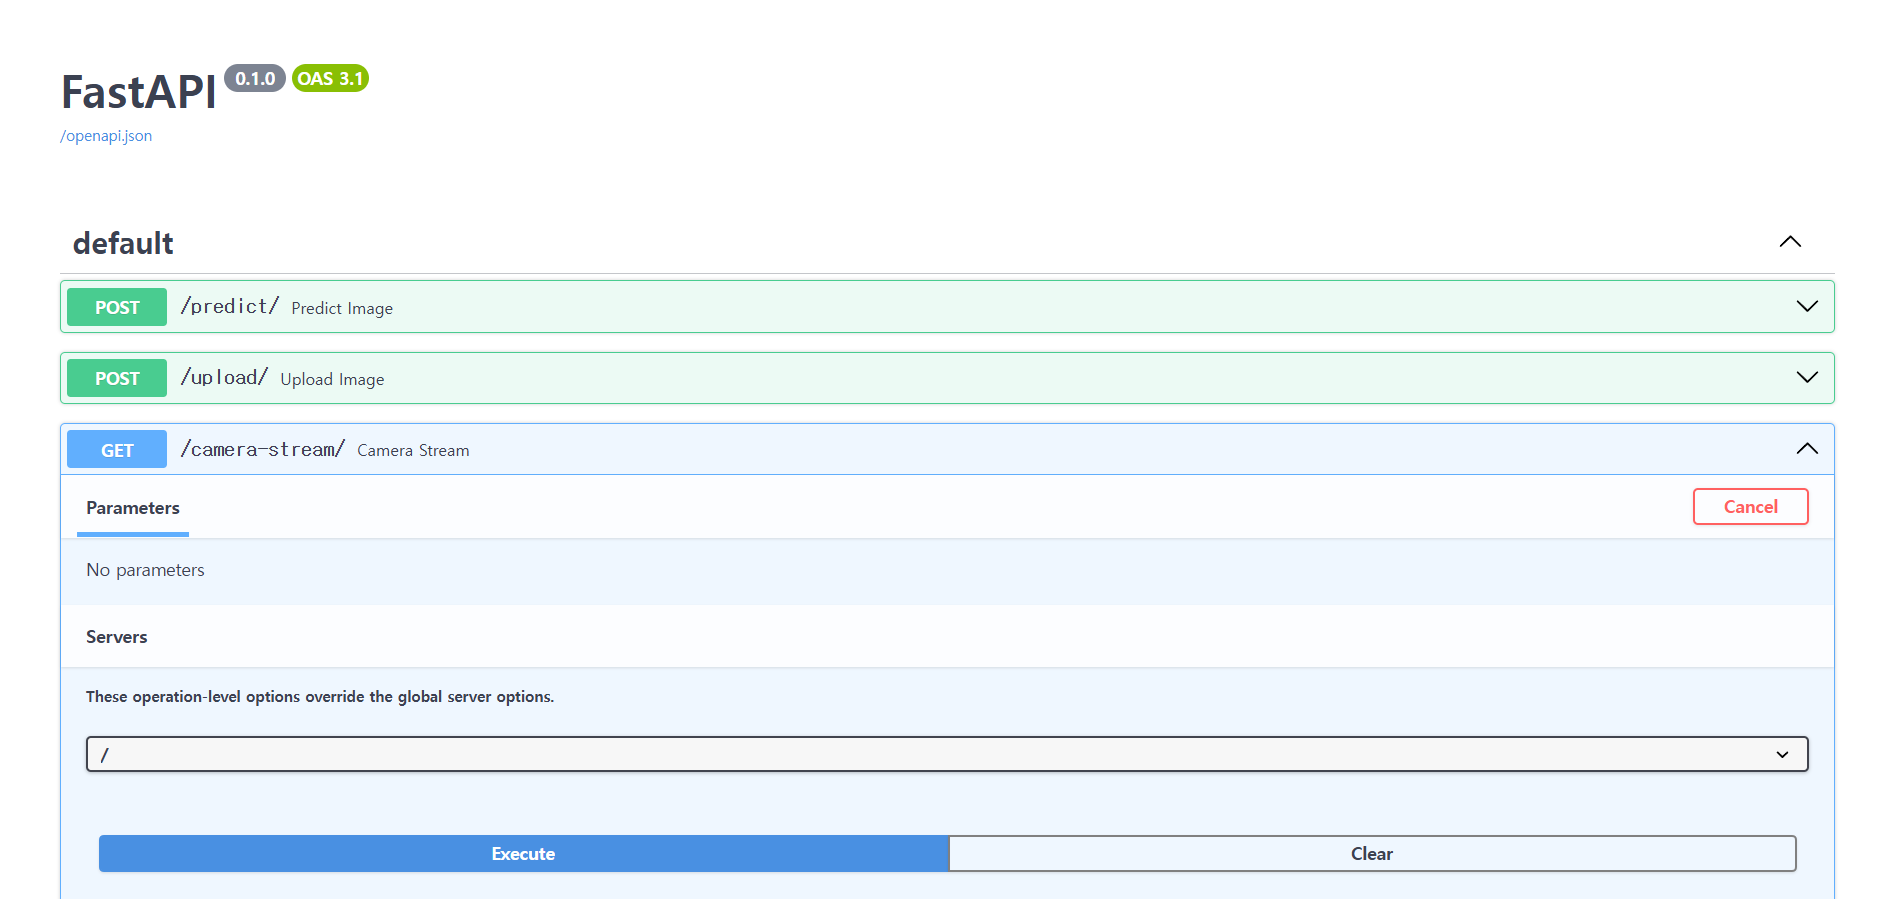 FastAPI 0.1.0 OAS 3.1
/openapi.json
default
POST /predict/ Predict Image
POST /upload/ Upload Image
GET /camera-stream/ Camera Stream
Parameters Cancel
No parameters
Servers
These operation-level options override the global server options.
/
Execute Clear